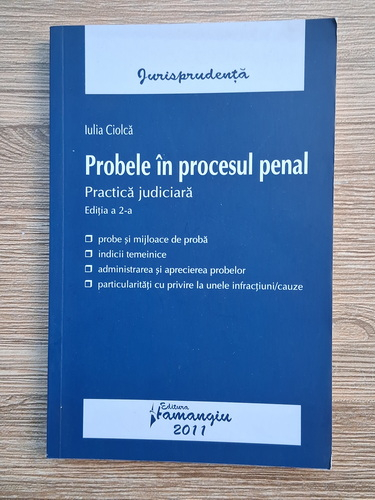 Jurisprudență
Iulia Ciolcă
Probele în procesul penal
Practică judiciară
Ediția a 2-a
❒ probe și mijloace de probă
❒ indicii temeinice
❒ administrarea și aprecierea probelor
❒ particularități cu privire la unele infracțiuni/cauze
Editura
Hamangiu
2011